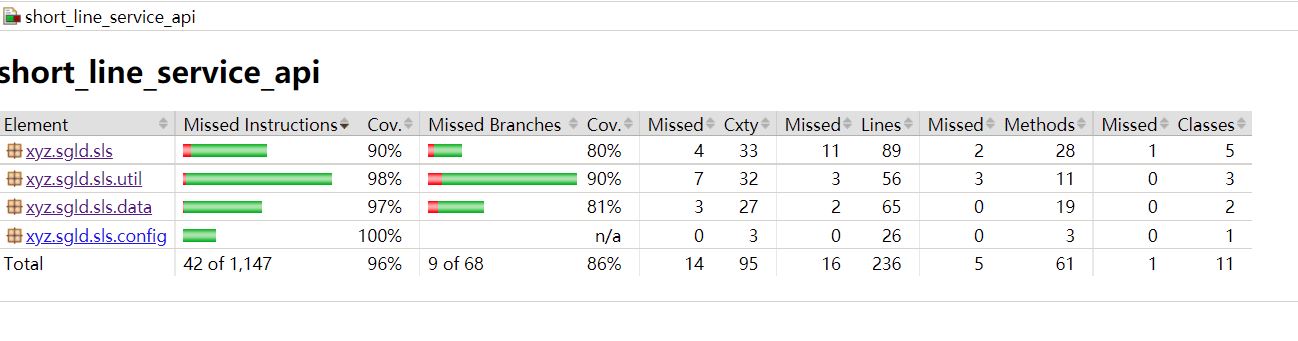 short_line_service_api
short_line_service_api
Element Missed Instructions Cov. Missed Branches Cov. Missed Cxty Missed Lines Missed Methods Missed Classes
xyz.sgld.sls 90% 80% 4 33 11 89 2 28 1 5
xyz.sgld.sls.util 98% 90% 7 32 3 56 3 11 0 3
xyz.sgld.sls.data 97% 81% 3 27 2 65 0 19 0 2
xyz.sgld.sls.config 100% n/a 0 3 0 26 0 3 0 1
Total 42 of 1,147 96% 9 of 68 86% 14 95 16 236 5 61 1 11